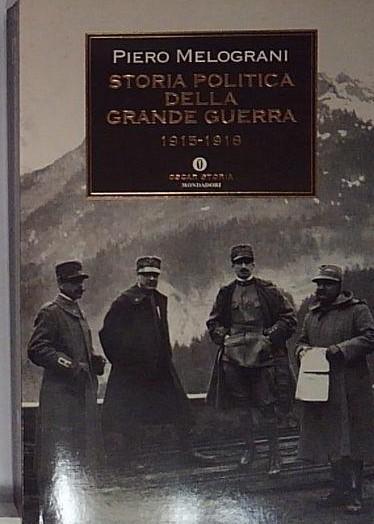 PIERO MELOGRANI
STORIA POLITICA
DELLA
GRANDE GUERRA
1915-1918
O
OSCAR STORIA
MONDADORI